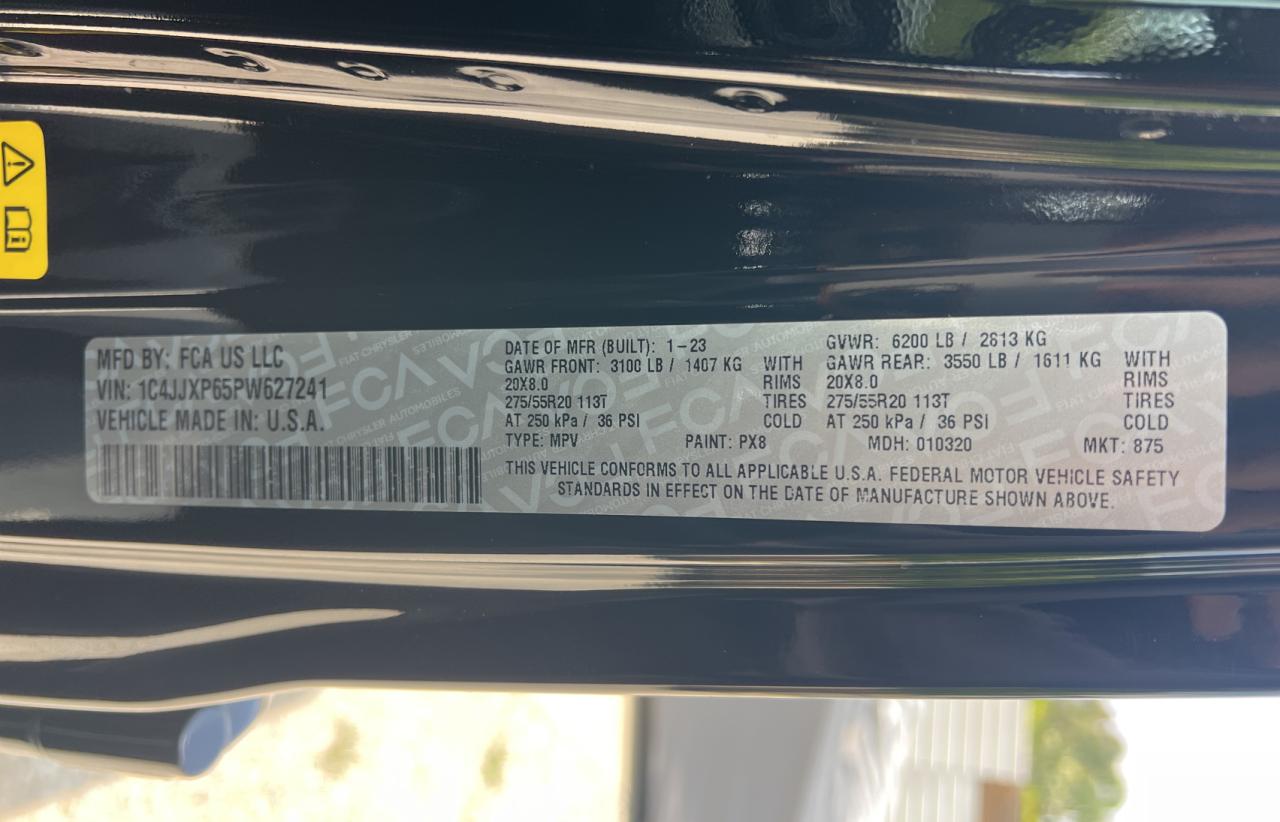 MFD BY: FCA US LLC
VIN: 1C4JJXP65PW627241
VEHICLE MADE IN: U.S.A.
DATE OF MFR (BUILT): 1-23
GAWR FRONT: 3100 LB / 1407 KG WITH
20X8.0 RIMS
275/55R20 113T TIRES
AT 250 kPa / 36 PSI COLD
GVWR: 6200 LB / 2813 KG
GAWR REAR: 3550 LB / 1611 KG WITH
20X8.0 RIMS
275/55R20 113T TIRES
AT 250 kPa / 36 PSI COLD
TYPE: MPV PAINT: PX8 MDH: 010320 MKT: 875
THIS VEHICLE CONFORMS TO ALL APPLICABLE U.S.A. FEDERAL MOTOR VEHICLE SAFETY
STANDARDS IN EFFECT ON THE DATE OF MANUFACTURE SHOWN ABOVE.
FCA
FIAT CHRYSLER AUTOMOBILES